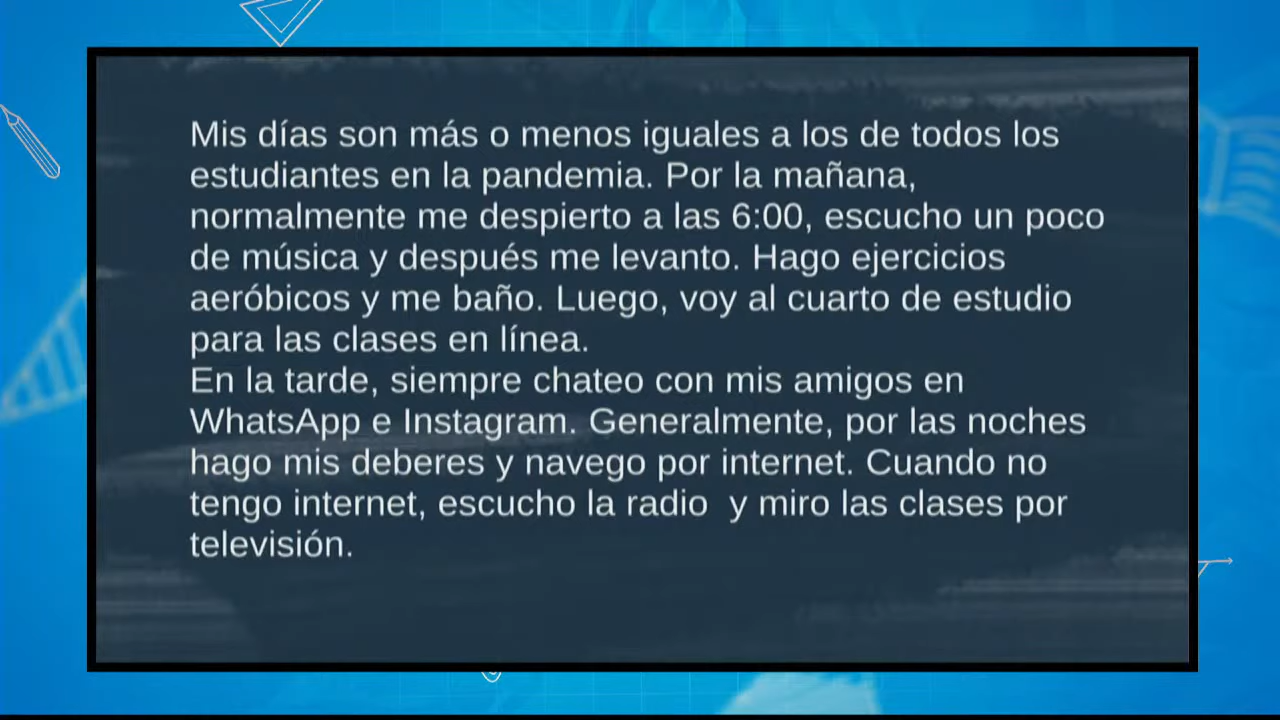 Mis días son más o menos iguales a los de todos los
estudiantes en la pandemia. Por la mañana,
normalmente me despierto a las 6:00, escucho un poco
de música y después me levanto. Hago ejercicios
aeróbicos y me baño. Luego, voy al cuarto de estudio
para las clases en línea.
En la tarde, siempre chateo con mis amigos en
WhatsApp e Instagram. Generalmente, por las noches
hago mis deberes y navego por internet. Cuando no
tengo internet, escucho la radio  y miro las clases por
televisión.